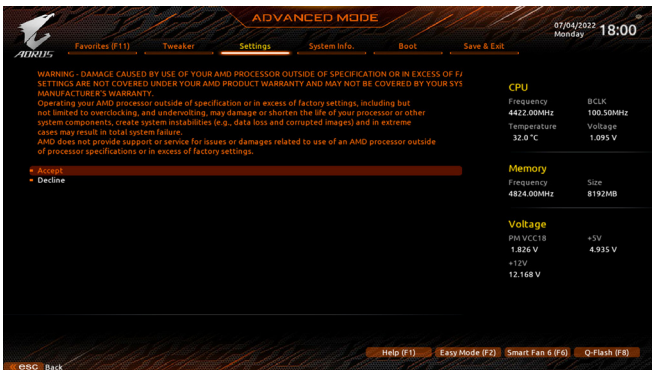 ADVANCED MODE
07/04/2022
Monday
18:00
AORUS
Favorites (F11) Tweaker Settings System Info. Boot Save & Exit
WARNING - DAMAGE CAUSED BY USE OF YOUR AMD PROCESSOR OUTSIDE OF SPECIFICATION OR IN EXCESS OF
SETTINGS ARE NOT COVERED UNDER YOUR AMD PRODUCT WARRANTY AND MAY NOT BE COVERED BY YOUR SYS
MANUFACTURER'S WARRANTY.
Operating your AMD processor outside of specification or in excess of factory settings, including but
not limited to overclocking, and undervolting, may damage or shorten the life of your processor or other
system components, create system instabilities (e.g., data loss and corrupted images) and in extreme
cases may result in total system failure.
AMD does not provide support or service for issues or damages related to use of an AMD processor outside
of processor specifications or in excess of factory settings.
Accept
Decline
CPU
Frequency BCLK
4422.00MHz 100.50MHz
Temperature Voltage
32.0 °C 1.095 V
Memory
Frequency Size
4824.00MHz 8192MB
Voltage
PM VCC18 +5V
1.826 V 4.935 V
+12V
12.168 V
Help (F1) Easy Mode (F2) Smart Fan 6 (F6) Q-Flash (F8)
esc Back